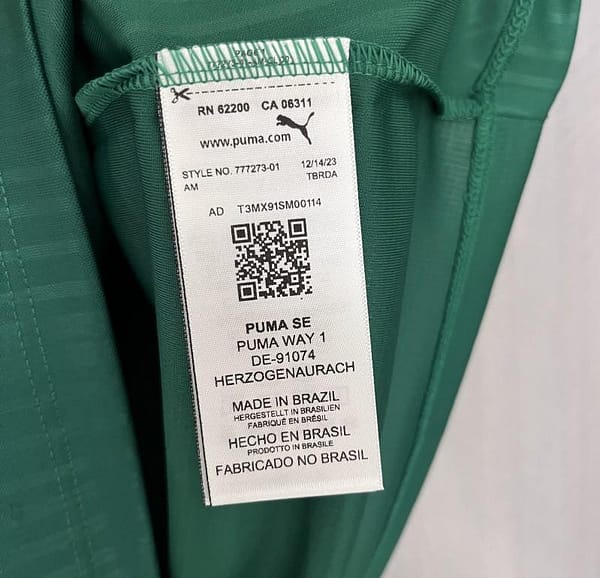 PAGE 1
RN 62200 CA 06311
www.puma.com
STYLE NO. 777273-01 12/14/23
AM TBRDA
AD T3MX91SM00114
PUMA SE
PUMA WAY 1
DE-91074
HERZOGENAURACH
MADE IN BRAZIL
HERGESTELLT IN BRASILIEN
FABRIQUÉ EN BRÉSIL
HECHO EN BRASIL
PRODOTTO IN BRASILE
FABRICADO NO BRASIL